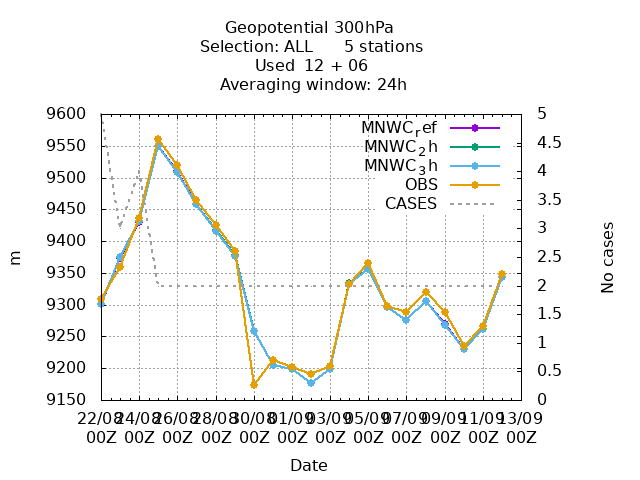 Geopotential 300hPa
Selection: ALL      5 stations
Used  12 + 06
Averaging window: 24h
9600
9550
9500
9450
9400
9350
9300
9250
9200
9150
m
5
4.5
4
3.5
3
2.5
2
1.5
1
0.5
0
No cases
MNWCref
MNWC2h
MNWC3h
OBS
CASES
22/08 24/08 26/08 28/08 30/08 01/09 03/09 05/09 07/09 09/09 11/09 13/09
00Z 00Z 00Z 00Z 00Z 00Z 00Z 00Z 00Z 00Z 00Z 00Z
Date